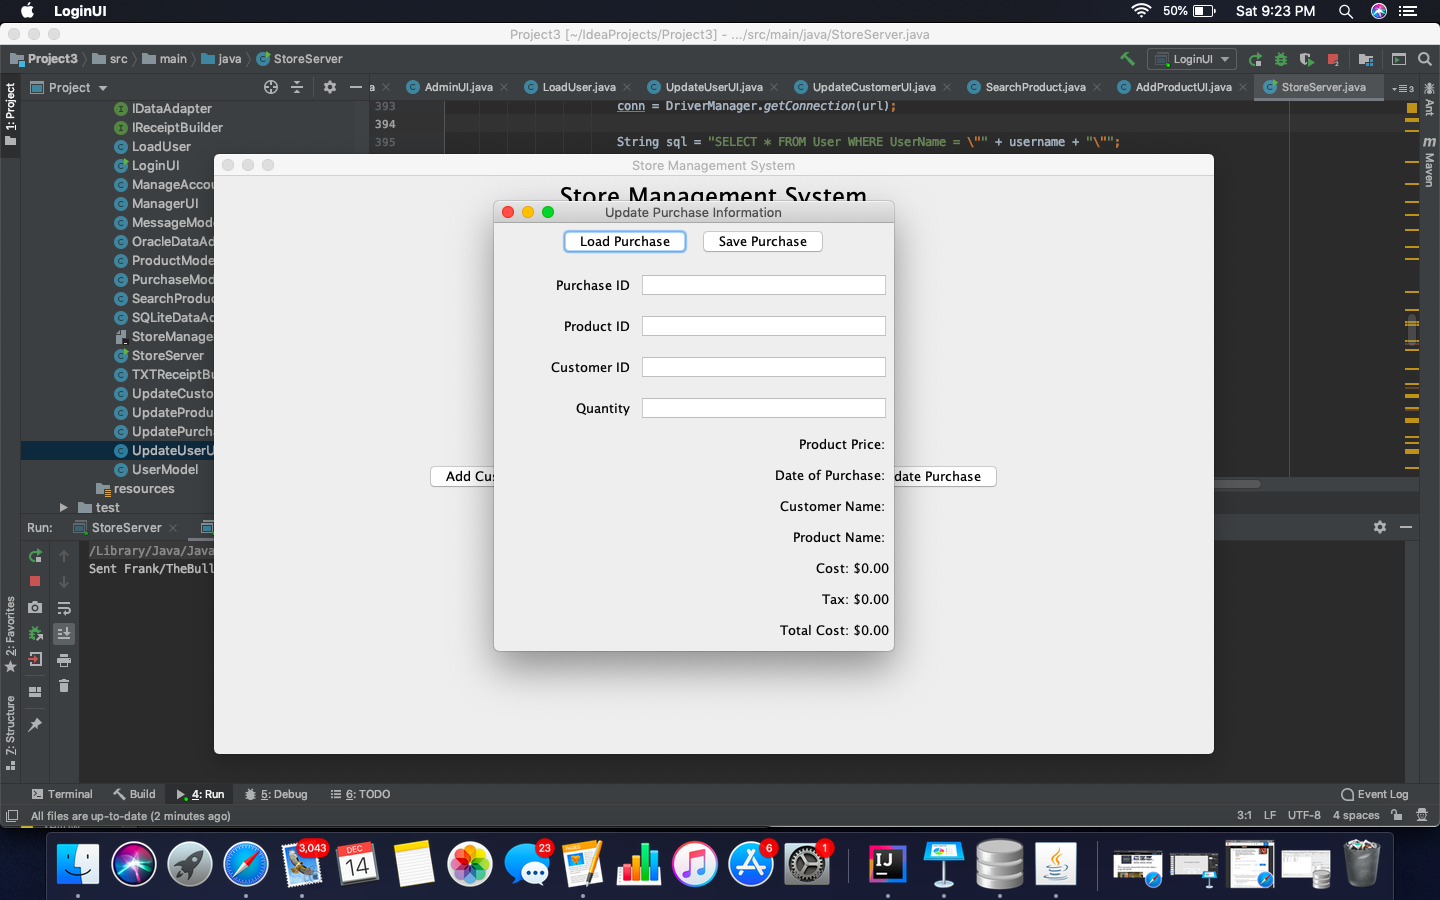 LoginUI
50%
Sat 9:23 PM
Project3 [~/IdeaProjects/Project3] - .../src/main/java/StoreServer.java
Project3
src
main
java
StoreServer
LoginUI
1: Project
Project
a
AdminUI.java
LoadUser.java
UpdateUserUI.java
UpdateCustomerUI.java
SearchProduct.java
AddProductUI.java
StoreServer.java
3
Ant
Maven
393 conn = DriverManager.getConnection(url);
394
395 String sql = "SELECT * FROM User WHERE UserName = \"" + username + "\"";
IDataAdapter
IReceiptBuilder
LoadUser
LoginUI
ManageAccou
ManagerUI
MessageMod
OracleDataAd
ProductMode
PurchaseMod
SearchProduc
SQLiteDataAd
StoreManage
StoreServer
TXTReceiptBu
UpdateCusto
UpdateProdu
UpdatePurch
UpdateUserU
UserModel
resources
test
Store Management System
Store Management System
Add Cus
date Purchase
Update Purchase Information
Load Purchase
Save Purchase
Purchase ID
Product ID
Customer ID
Quantity
Product Price:
Date of Purchase:
Customer Name:
Product Name:
Cost: $0.00
Tax: $0.00
Total Cost: $0.00
Run:
StoreServer
/Library/Java/Java
Sent Frank/TheBull
2: Favorites
7: Structure
Terminal
Build
4: Run
5: Debug
6: TODO
Event Log
All files are up-to-date (2 minutes ago)
3:1
LF
UTF-8
4 spaces
3,043
DEC
14
23
6
1
IJ